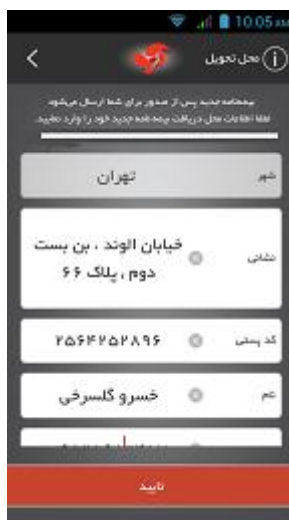 10:05 AM
محل تحویل
بیمه‌نامه جدید پس از صدور برای شما ارسال می‌شود
لطفا اطلاعات محل دریافت بیمه نامه جدید خود را وارد نمایید.
شهر
تهران
نشانی
خیابان الوند ، بن بست
دوم ، پلاک ۶۶
کد پستی
۲۵۶۴۲۵۲۸۹۶
نام
خسرو گلسرخی
تایید